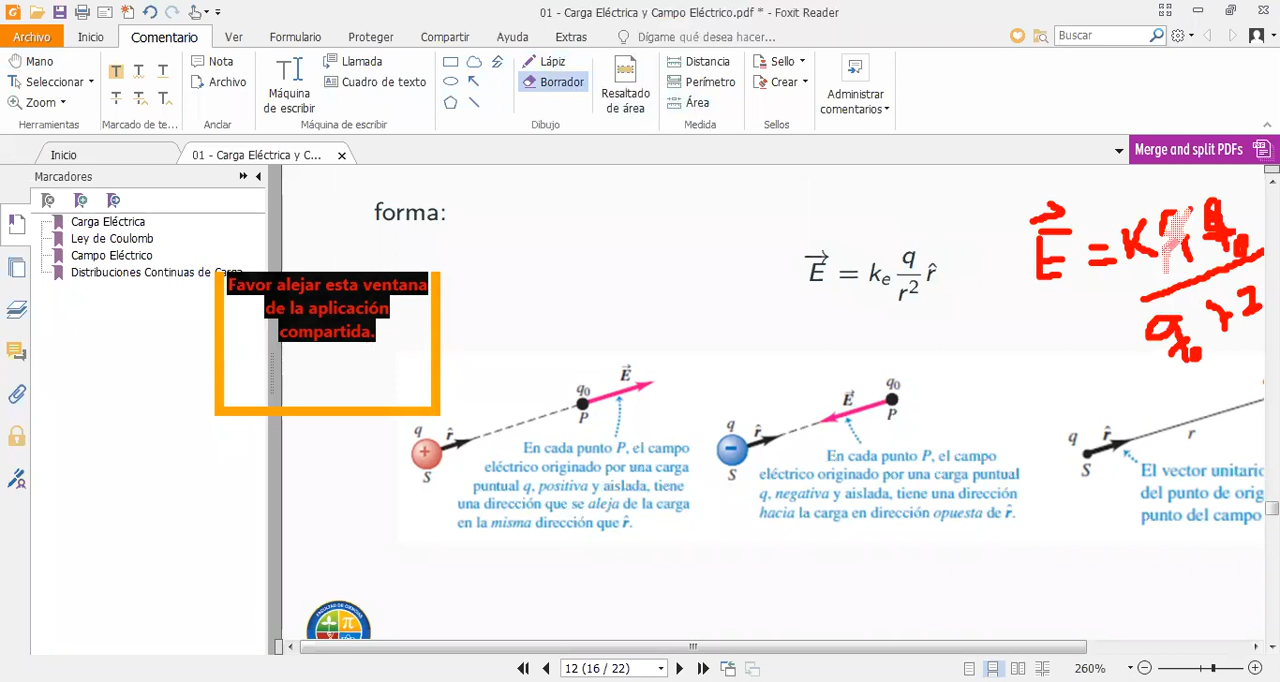 01 - Carga Eléctrica y Campo Eléctrico.pdf * - Foxit Reader
Archivo Inicio Comentario Ver Formulario Proteger Compartir Ayuda Extras Dígame qué desea hacer... Buscar
Mano
Seleccionar
Zoom
Herramientas
T T T
T T T
Marcado de te...
Nota
Archivo
Anclar
Máquina
de escribir
Llamada
Cuadro de texto
Máquina de escribir
Lápiz
Borrador
Dibujo
Resaltado
de área
Distancia
Perímetro
Área
Medida
Sello
Crear
Sellos
Administrar
comentarios
Inicio
01 - Carga Eléctrica y C...
Merge and split PDFs
Marcadores
Carga Eléctrica
Ley de Coulomb
Campo Eléctrico
Distribuciones Continuas de Carga
Favor alejar esta ventana
de la aplicación
compartida.
forma:
E = ke q/r² r̂
E = K
q0 r2
q0 E
q r̂ P
+
S
En cada punto P, el campo
eléctrico originado por una carga
puntual q, positiva y aislada, tiene
una dirección que se aleja de la carga
en la misma dirección que r̂.
q0
E
q r̂ P
−
S
En cada punto P, el campo
eléctrico originado por una carga puntual
q, negativa y aislada, tiene una dirección
hacia la carga en dirección opuesta de r̂.
q r̂ r
S
El vector unitario
del punto de orig
punto del campo
FACULTAD DE CIENCIAS
π
12 (16 / 22)
260%